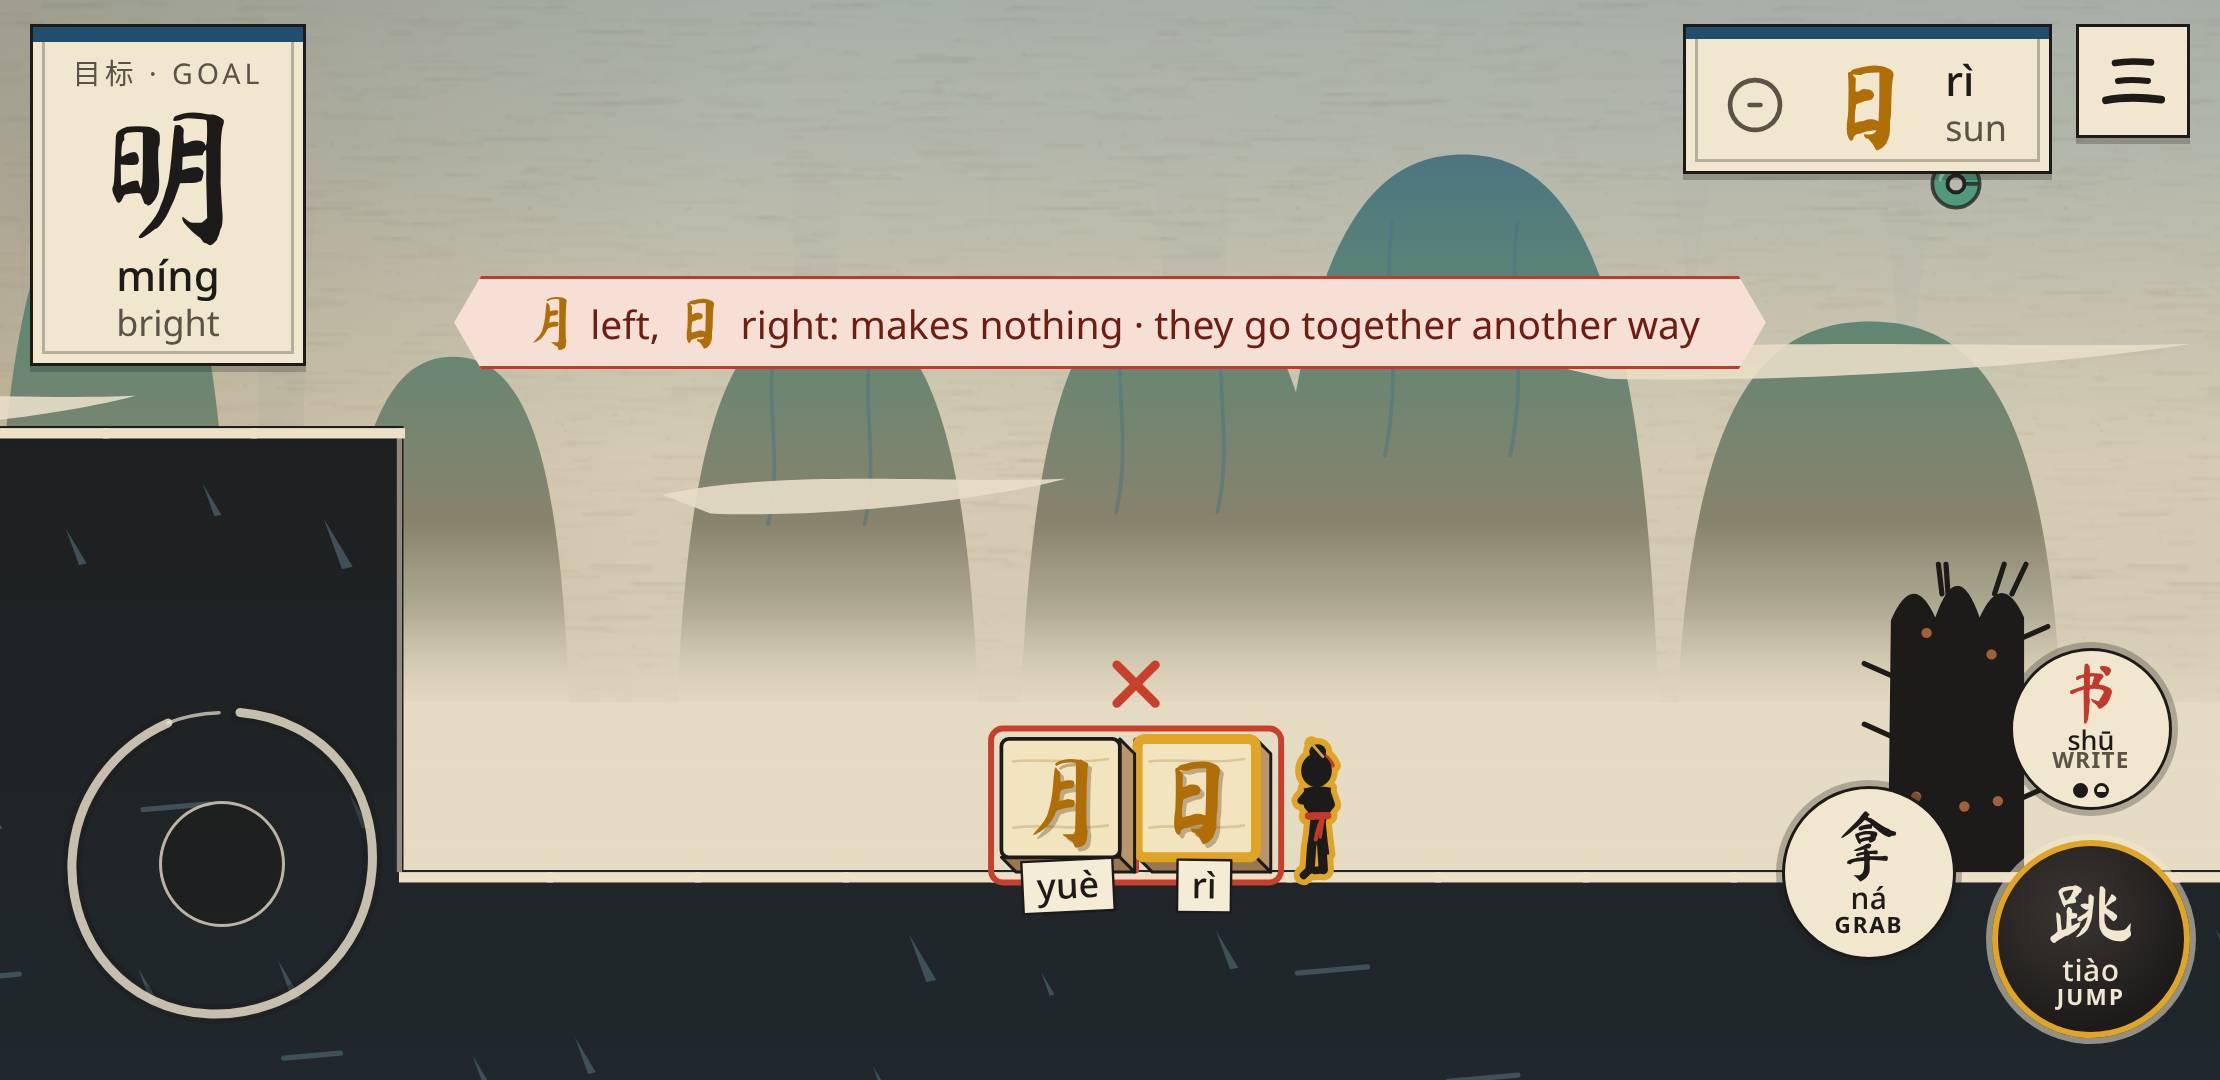 目标 · GOAL
明
míng
bright
日
rì
sun
三
月 left, 日 right: makes nothing · they go together another way
月
日
yuè
rì
书
shū
WRITE
拿
ná
GRAB
跳
tiào
JUMP